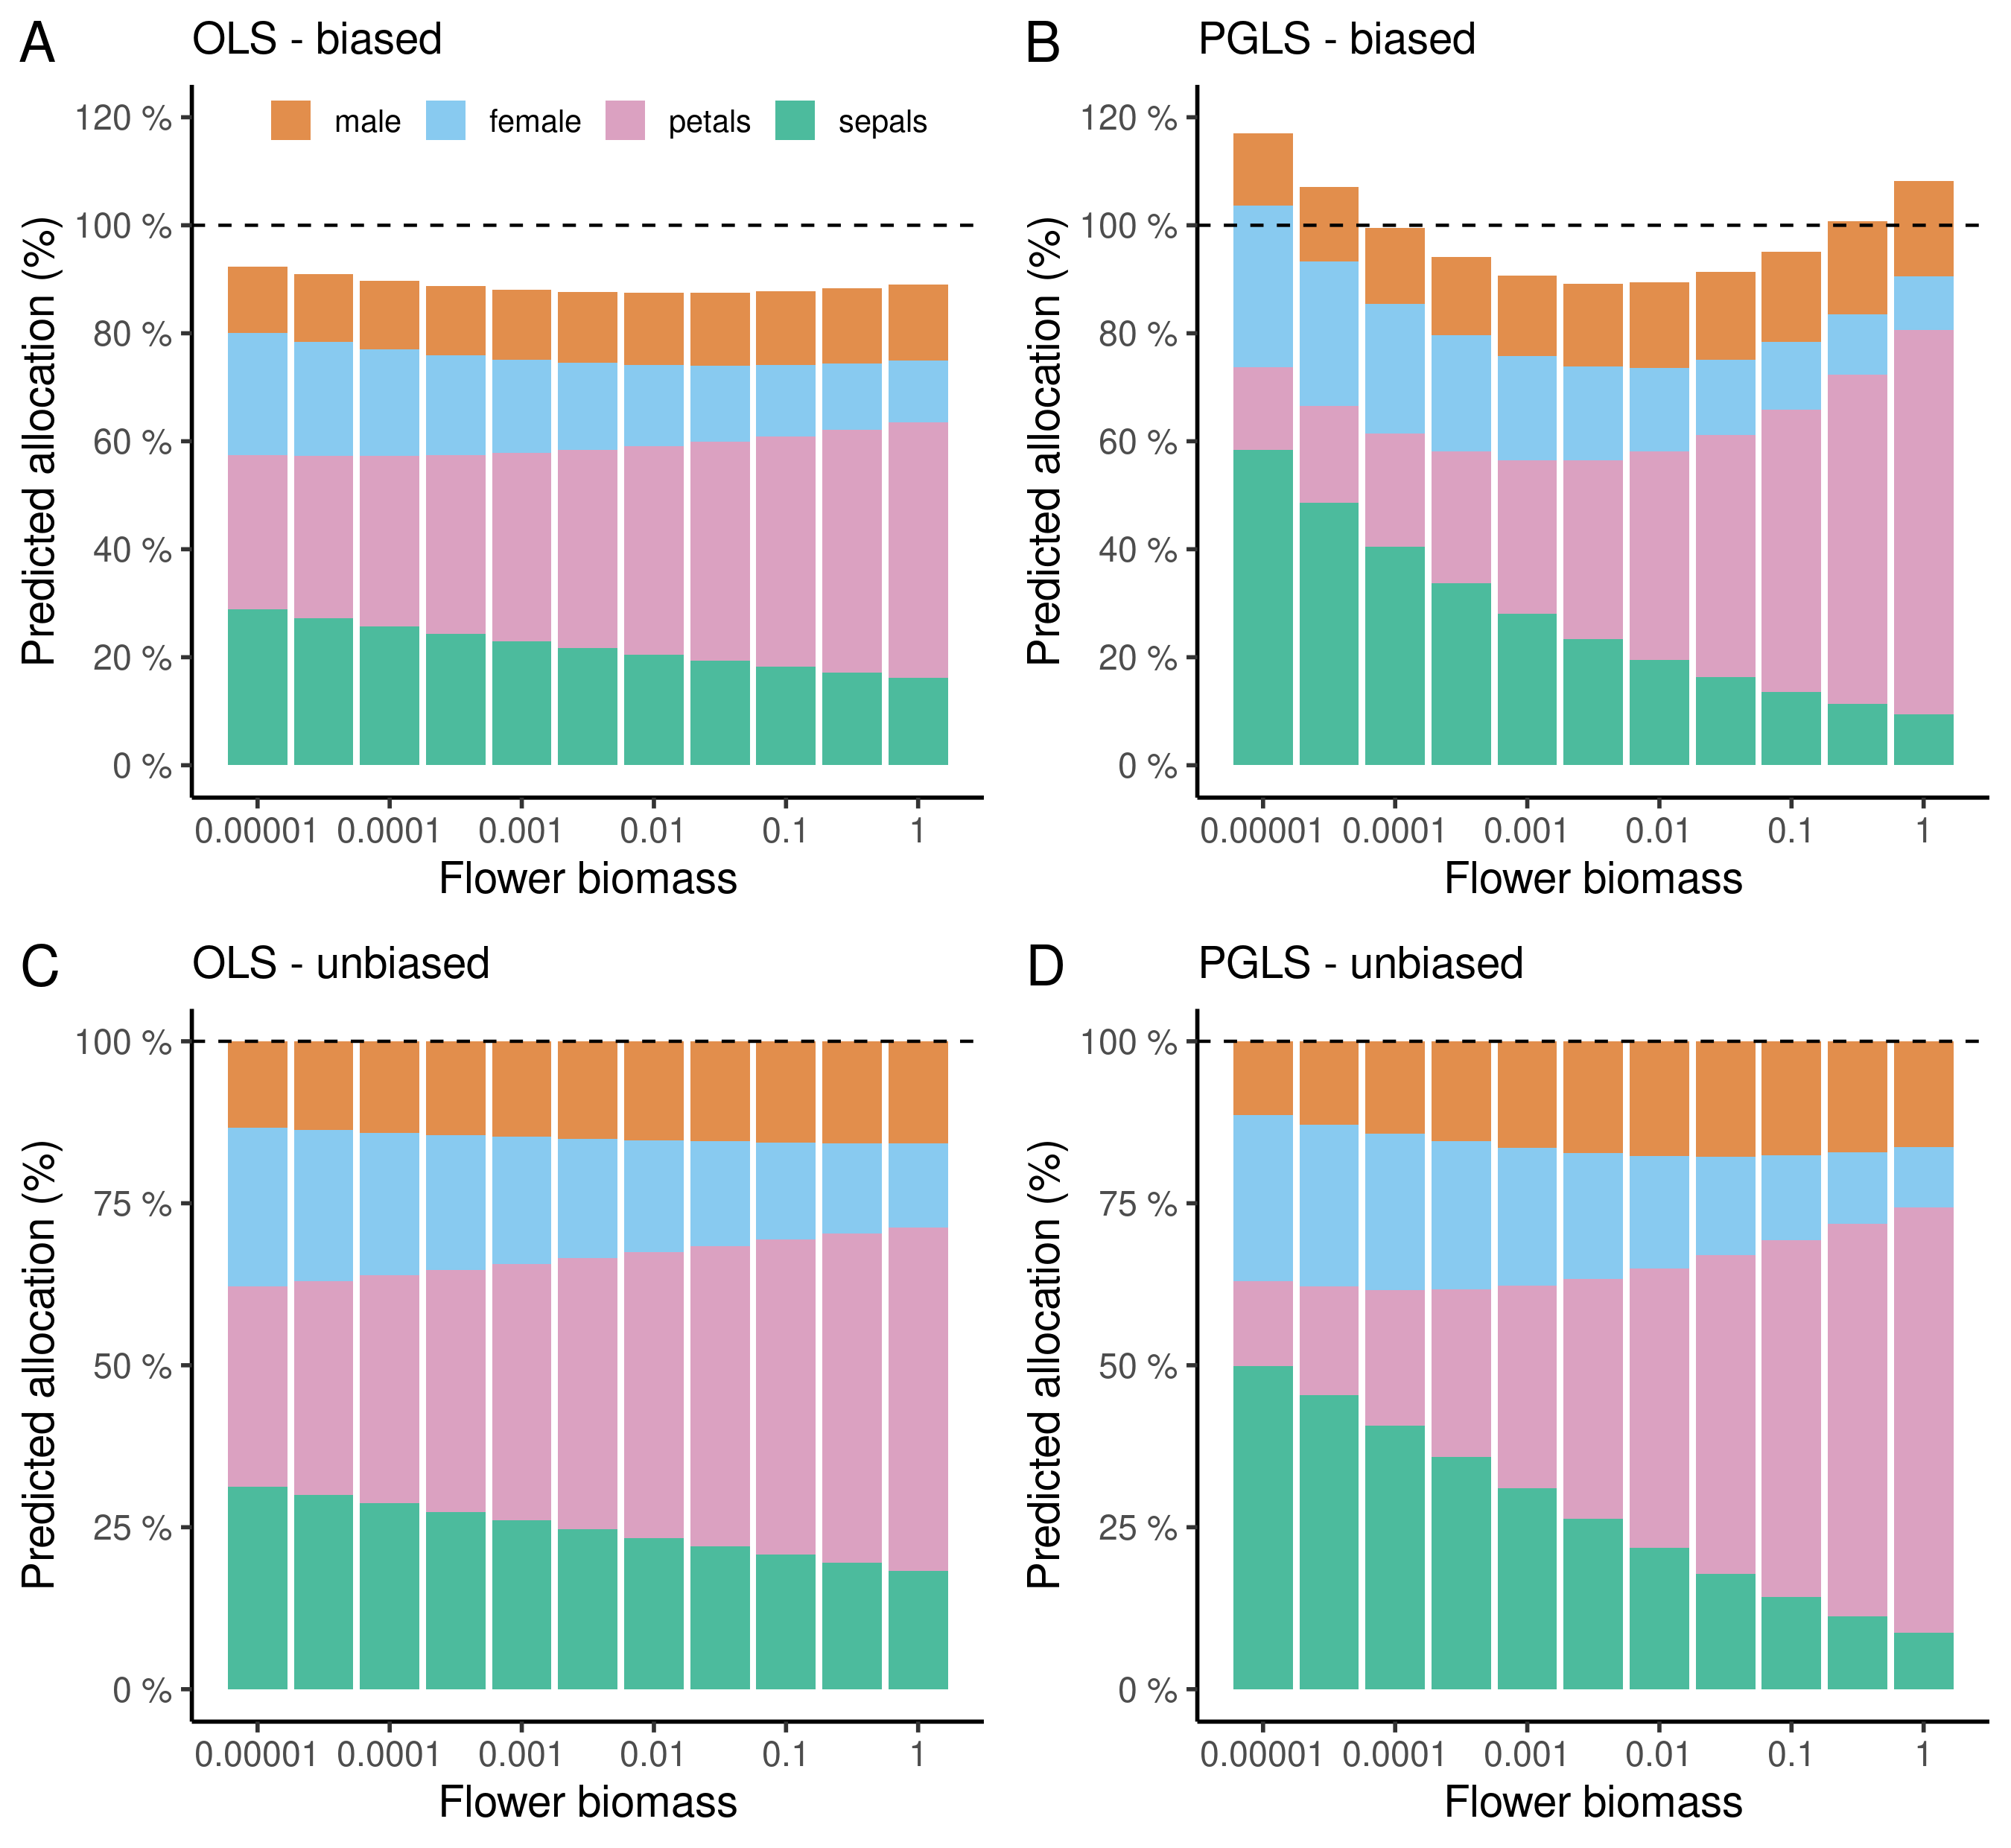 A
OLS - biased
male female petals sepals
Predicted allocation (%)
120 %
100 %
80 %
60 %
40 %
20 %
0 %
0.00001 0.0001 0.001 0.01 0.1 1
Flower biomass
B
PGLS - biased
Predicted allocation (%)
120 %
100 %
80 %
60 %
40 %
20 %
0 %
0.00001 0.0001 0.001 0.01 0.1 1
Flower biomass
C
OLS - unbiased
Predicted allocation (%)
100 %
75 %
50 %
25 %
0 %
0.00001 0.0001 0.001 0.01 0.1 1
Flower biomass
D
PGLS - unbiased
Predicted allocation (%)
100 %
75 %
50 %
25 %
0 %
0.00001 0.0001 0.001 0.01 0.1 1
Flower biomass